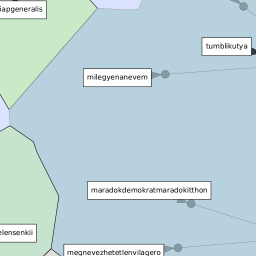 iapgeneralis
tumblikutya
milegyenanevem
maradokdemokratmaradokitthon
elensenkii
megnevezhetetlenvilagero